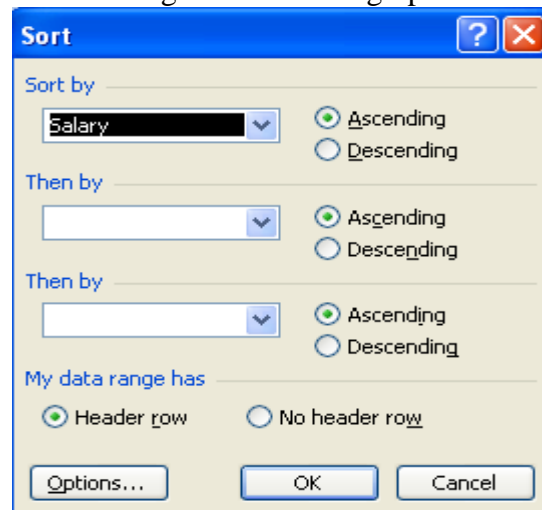 Sort
Sort by
Salary
Ascending
Descending
Then by
Ascending
Descending
Then by
Ascending
Descending
My data range has
Header row
No header row
Options...
OK
Cancel